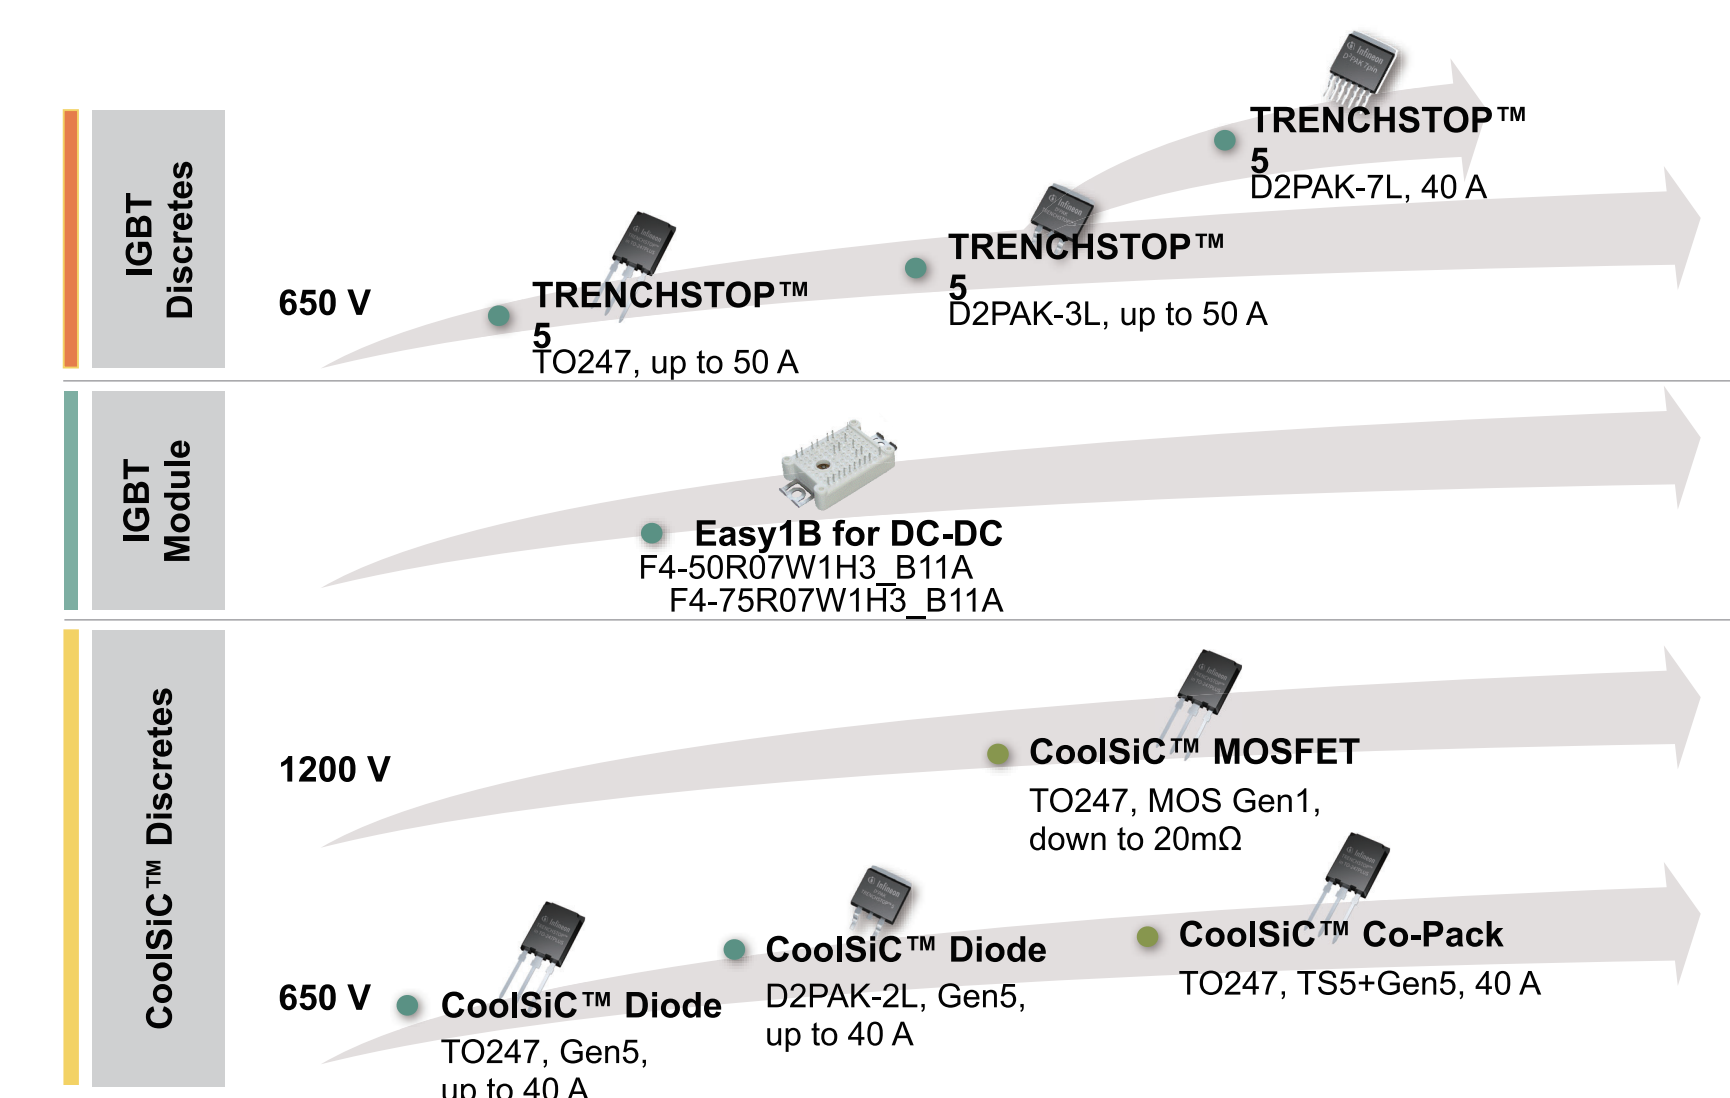 IGBT
Discretes
650 V
TRENCHSTOP™
5
TO247, up to 50 A
TRENCHSTOP™
5
D2PAK-3L, up to 50 A
Infineon
D²PAK 7pin
TRENCHSTOP™
5
D2PAK-7L, 40 A
IGBT
Module
Easy1B for DC-DC
F4-50R07W1H3_B11A
F4-75R07W1H3_B11A
CoolSiC™ Discretes
1200 V
CoolSiC™ MOSFET
TO247, MOS Gen1,
down to 20mΩ
650 V
CoolSiC™ Diode
TO247, Gen5,
up to 40 A
CoolSiC™ Diode
D2PAK-2L, Gen5,
up to 40 A
CoolSiC™ Co-Pack
TO247, TS5+Gen5, 40 A